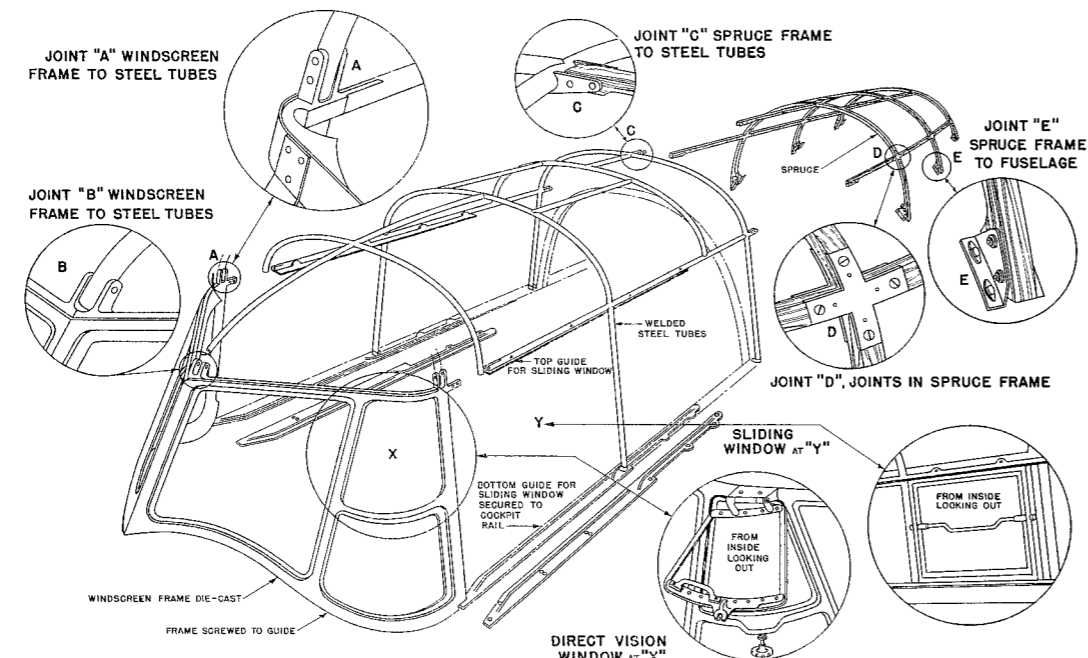 JOINT "A" WINDSCREEN
FRAME TO STEEL TUBES
A
JOINT "C" SPRUCE FRAME
TO STEEL TUBES
C
C
JOINT "E"
SPRUCE FRAME
TO FUSELAGE
SPRUCE
D
E
E
D
JOINT "D", JOINTS IN SPRUCE FRAME
JOINT "B" WINDSCREEN
FRAME TO STEEL TUBES
B
A
WELDED
STEEL TUBES
TOP GUIDE
FOR SLIDING WINDOW
X
Y
SLIDING
WINDOW AT "Y"
FROM INSIDE
LOOKING OUT
BOTTOM GUIDE FOR
SLIDING WINDOW
SECURED TO
COCKPIT
RAIL
FROM
INSIDE
LOOKING
OUT
WINDSCREEN FRAME DIE-CAST
FRAME SCREWED TO GUIDE
DIRECT VISION
WINDOW AT "X"